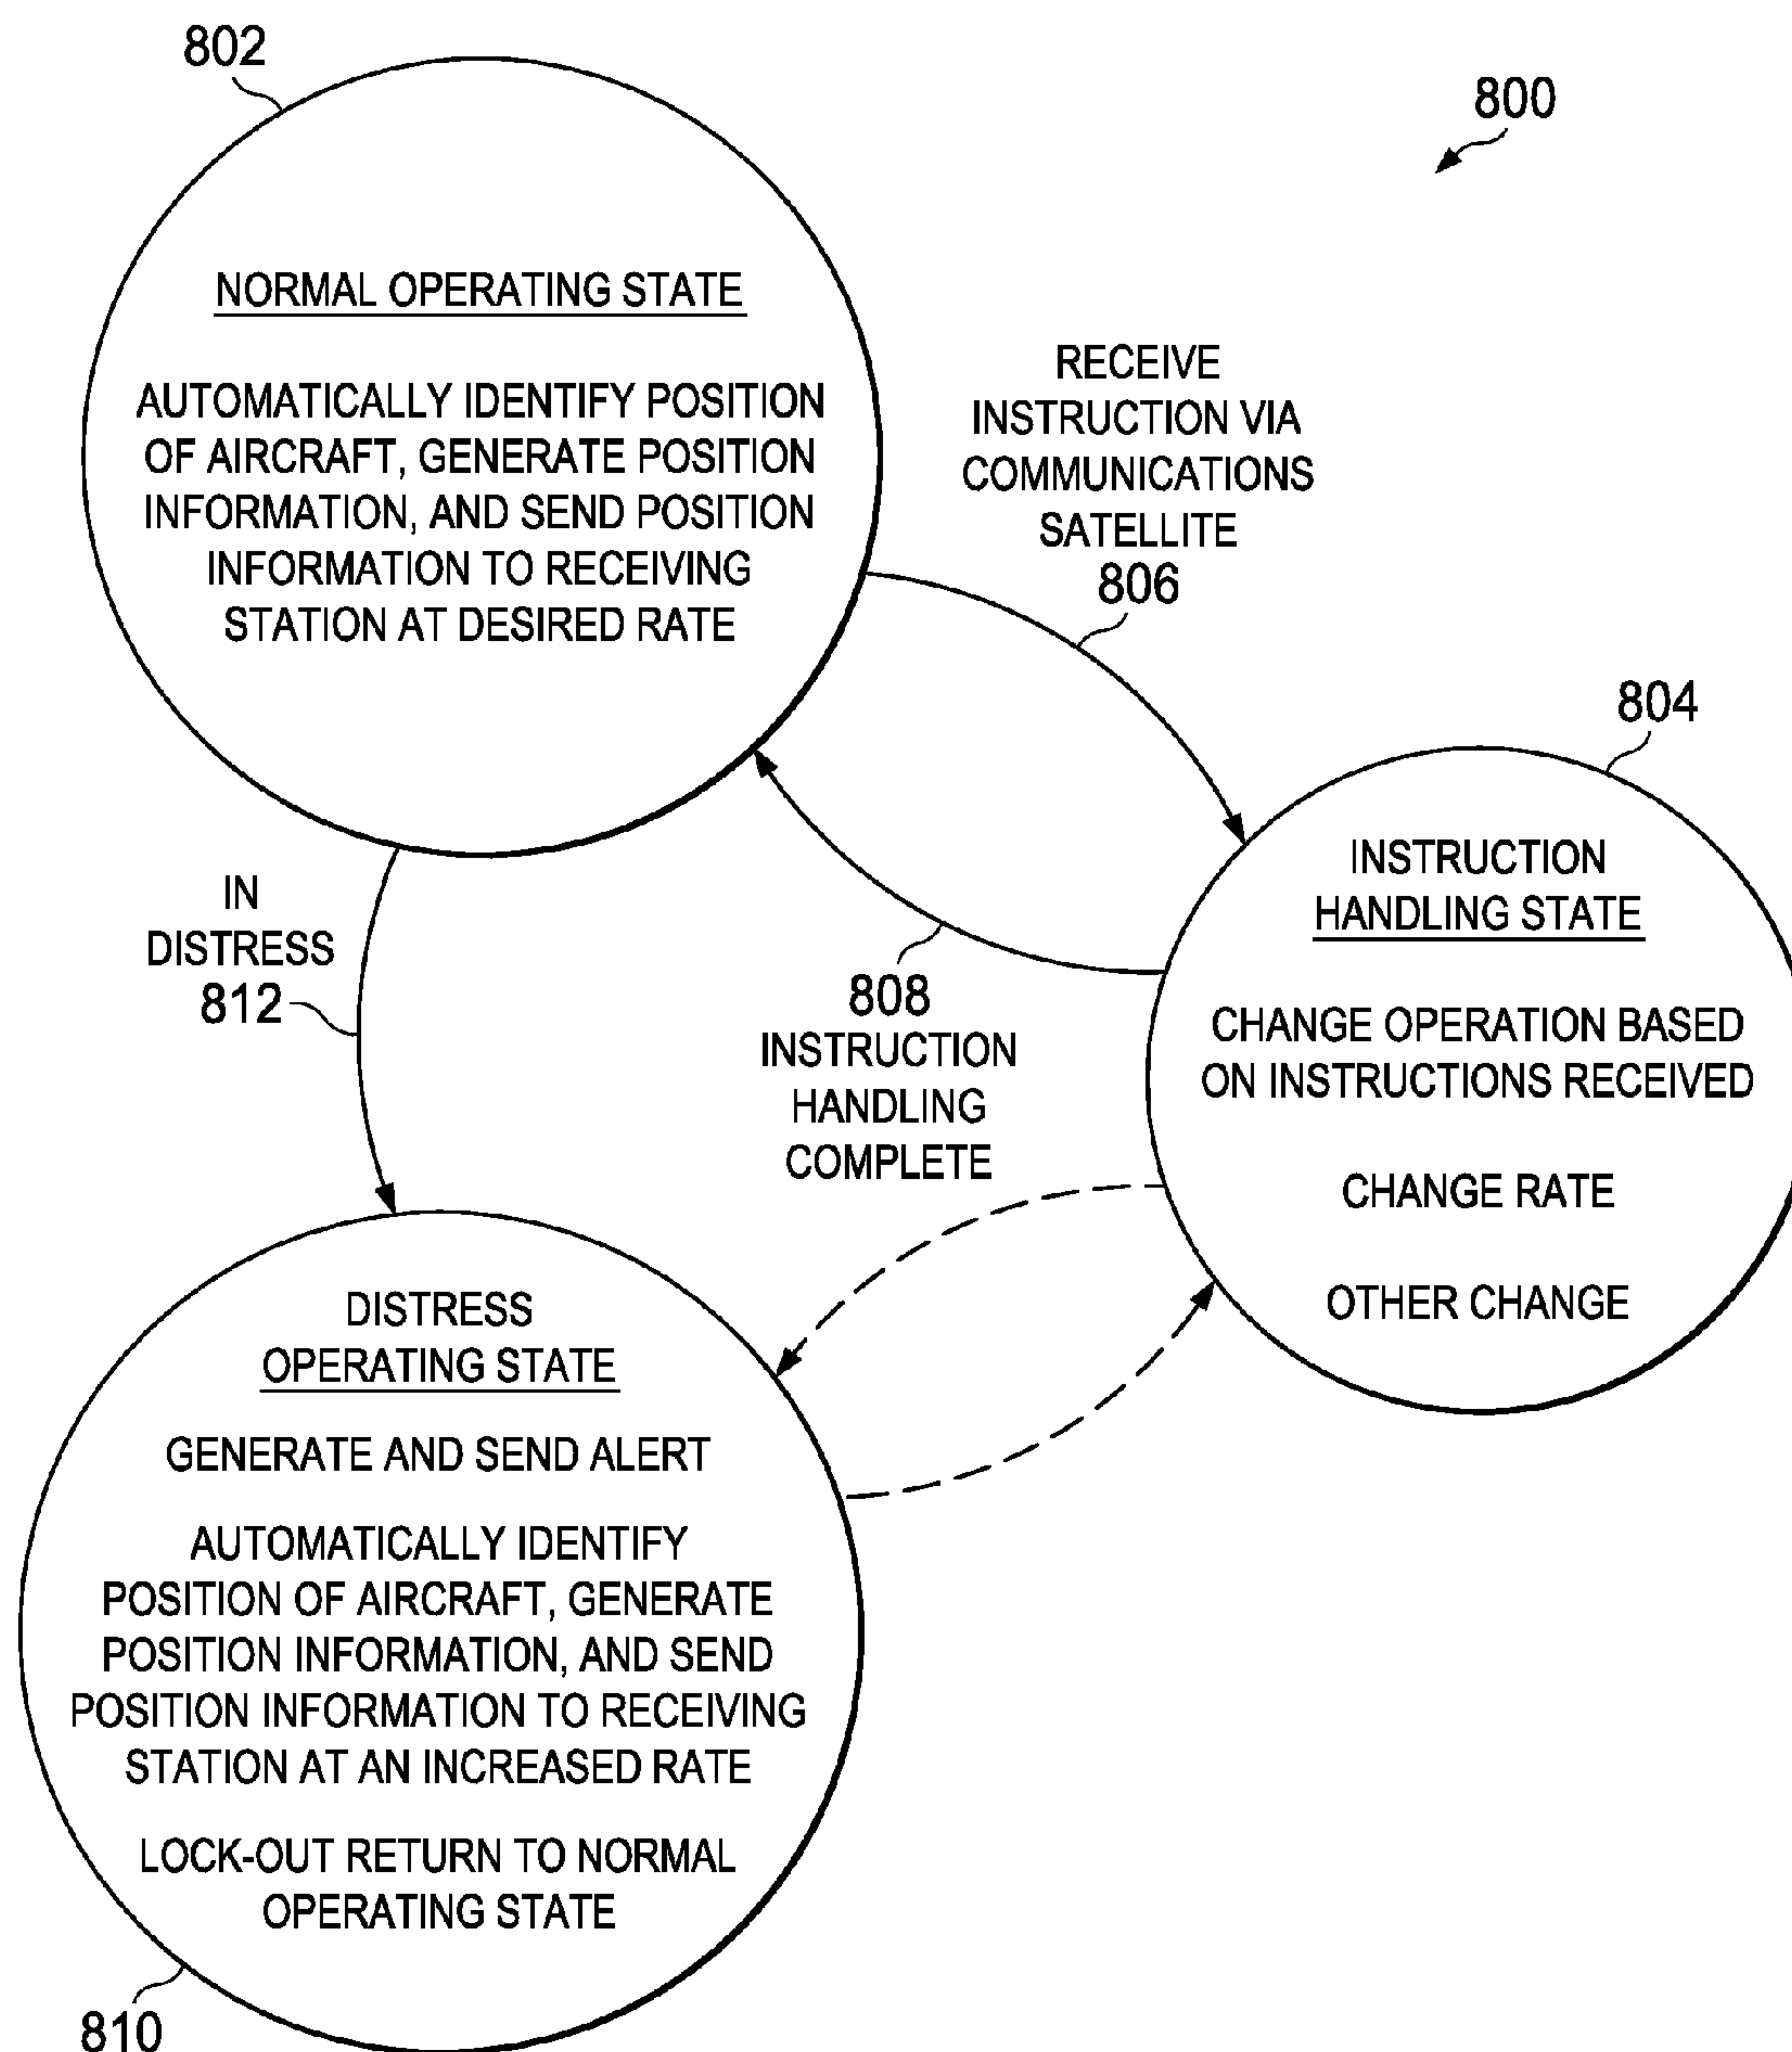 802
800
NORMAL OPERATING STATE
AUTOMATICALLY IDENTIFY POSITION
OF AIRCRAFT, GENERATE POSITION
INFORMATION, AND SEND POSITION
INFORMATION TO RECEIVING
STATION AT DESIRED RATE
RECEIVE
INSTRUCTION VIA
COMMUNICATIONS
SATELLITE
806
804
INSTRUCTION
HANDLING STATE
CHANGE OPERATION BASED
ON INSTRUCTIONS RECEIVED
CHANGE RATE
OTHER CHANGE
IN
DISTRESS
812
808
INSTRUCTION
HANDLING
COMPLETE
DISTRESS
OPERATING STATE
GENERATE AND SEND ALERT
AUTOMATICALLY IDENTIFY
POSITION OF AIRCRAFT, GENERATE
POSITION INFORMATION, AND SEND
POSITION INFORMATION TO RECEIVING
STATION AT AN INCREASED RATE
LOCK-OUT RETURN TO NORMAL
OPERATING STATE
810